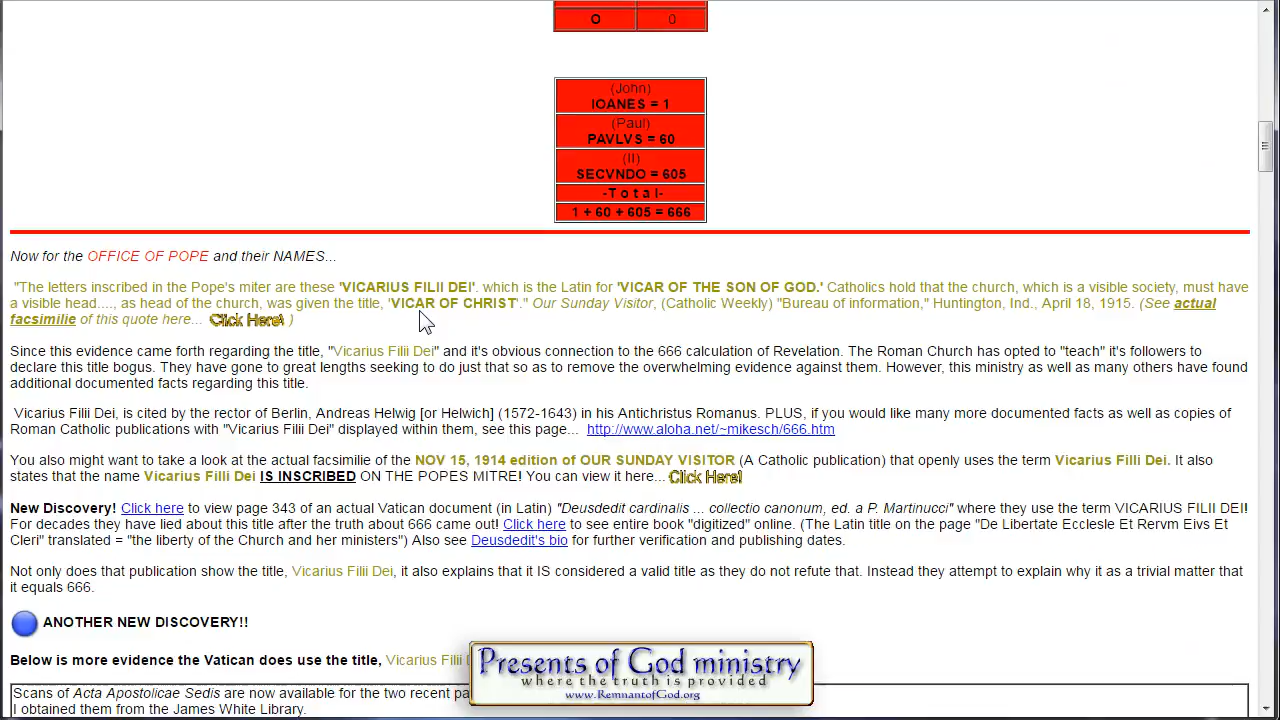 O 0
(John)
IOANES = 1
(Paul)
PAVLVS = 60
(II)
SECVNDO = 605
-T o t a l-
1 + 60 + 605 = 666
Now for the OFFICE OF POPE and their NAMES...
"The letters inscribed in the Pope's miter are these 'VICARIUS FILII DEI'. which is the Latin for 'VICAR OF THE SON OF GOD.' Catholics hold that the church, which is a visible society, must have
a visible head...., as head of the church, was given the title, 'VICAR OF CHRIST'." Our Sunday Visitor, (Catholic Weekly) "Bureau of information," Huntington, Ind., April 18, 1915. (See actual
facsimilie of this quote here... Click Here! )
Since this evidence came forth regarding the title, "Vicarius Filii Dei" and it's obvious connection to the 666 calculation of Revelation. The Roman Church has opted to "teach" it's followers to
declare this title bogus. They have gone to great lengths seeking to do just that so as to remove the overwhelming evidence against them. However, this ministry as well as many others have found
additional documented facts regarding this title.
Vicarius Filii Dei, is cited by the rector of Berlin, Andreas Helwig [or Helwich] (1572-1643) in his Antichristus Romanus. PLUS, if you would like many more documented facts as well as copies of
Roman Catholic publications with "Vicarius Filii Dei" displayed within them, see this page... http://www.aloha.net/~mikesch/666.htm
You also might want to take a look at the actual facsimilie of the NOV 15, 1914 edition of OUR SUNDAY VISITOR (A Catholic publication) that openly uses the term Vicarius Filli Dei. It also
states that the name Vicarius Filli Dei IS INSCRIBED ON THE POPES MITRE! You can view it here... Click Here!
New Discovery! Click here to view page 343 of an actual Vatican document (in Latin) "Deusdedit cardinalis ... collectio canonum, ed. a P. Martinucci" where they use the term VICARIUS FILII DEI!
For decades they have lied about this title after the truth about 666 came out! Click here to see entire book "digitized" online. (The Latin title on the page "De Libertate Ecclesle Et Rervm Eivs Et
Cleri" translated = "the liberty of the Church and her ministers") Also see Deusdedit's bio for further verification and publishing dates.
Not only does that publication show the title, Vicarius Filli Dei, it also explains that it IS considered a valid title as they do not refute that. Instead they attempt to explain why it as a trivial matter that
it equals 666.
ANOTHER NEW DISCOVERY!!
Below is more evidence the Vatican does use the title, Vicarius Filii
Presents of God ministry
where the truth is provided
www.RemnantofGod.org
Scans of Acta Apostolicae Sedis are now available for the two recent
I obtained them from the James White Library.